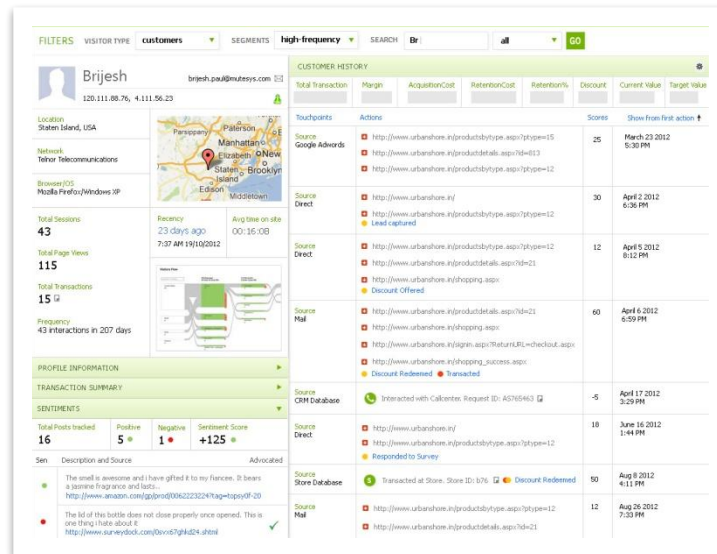 FILTERS VISITOR TYPE customers SEGMENTS high-frequency SEARCH Br all GO
Brijesh brijesh.paul@mutesys.com
120.111.88.76, 4.111.56.23
Location
Staten Island, USA
Network
Telnor Telecommunications
Browser/OS
Mozilla Firefox/Windows XP
Parsippany Paterson
Manhattan
Elizabeth New
Staten Island Brooklyn
Edison
Middletown
Total Sessions
43
Total Page Views
115
Total Transactions
15
Frequency
43 interactions in 207 days
Recency
23 days ago
7:37 AM 19/10/2012
Avg time on site
00:16:08
PROFILE INFORMATION
TRANSACTION SUMMARY
SENTIMENTS
Total Posts tracked Positive Negative Sentiment Score
16 5 1 +125
Sen Description and Source Advocated
The smell is awesome and i have gifted it to my fiancee. It bears
a jasmine fragrance and lasts..
http://www.amazon.com/gp/prod/0062223224?tag=topsy0f-20
The lid of this bottle does not close properly once opened. This is
one thing i hate about it
http://www.surveydock.com/0svx67ghkd24.shtml
CUSTOMER HISTORY
Total Transaction Margin AcquisitionCost RetentionCost Retention% Discount Current Value Target Value
Touchpoints Actions Scores Show from first action
Source
Google Adwords
http://www.urbanshore.in/productsbytype.aspx?ptype=15
http://www.urbanshore.in/productdetails.aspx?id=813
http://www.urbanshore.in/productsbytype.aspx?ptype=12
25
March 23 2012
5:30 PM
Source
Direct
http://www.urbanshore.in/
http://www.urbanshore.in/productsbytype.aspx?ptype=12
Lead captured
30
April 2 2012
6:36 PM
Source
Direct
http://www.urbanshore.in/productsbytype.aspx?ptype=12
http://www.urbanshore.in/productdetails.aspx?id=21
http://www.urbanshore.in/shopping.aspx
Discount Offered
12
April 5 2012
8:12 PM
Source
Mail
http://www.urbanshore.in/productdetails.aspx?id=21
http://www.urbanshore.in/shopping.aspx
http://www.urbanshore.in/signin.aspx?ReturnURL=checkout.aspx
http://www.urbanshore.in/shopping_success.aspx
Discount Redeemed Transacted
60
April 6 2012
6:59 PM
Source
CRM Database
Interacted with Callcenter. Request ID: AS765463
-5
April 17 2012
3:29 PM
Source
Direct
http://www.urbanshore.in/
http://www.urbanshore.in/productsbytype.aspx?ptype=12
Responded to Survey
18
June 16 2012
1:44 PM
Source
Store Database
Transacted at Store. Store ID: b76 Discount Redeemed
50
Aug 8 2012
4:11 PM
Source
Mail
http://www.urbanshore.in/productsbytype.aspx?ptype=12
http://www.urbanshore.in/productdetails.aspx?id=21
12
Aug 26 2012
7:33 PM